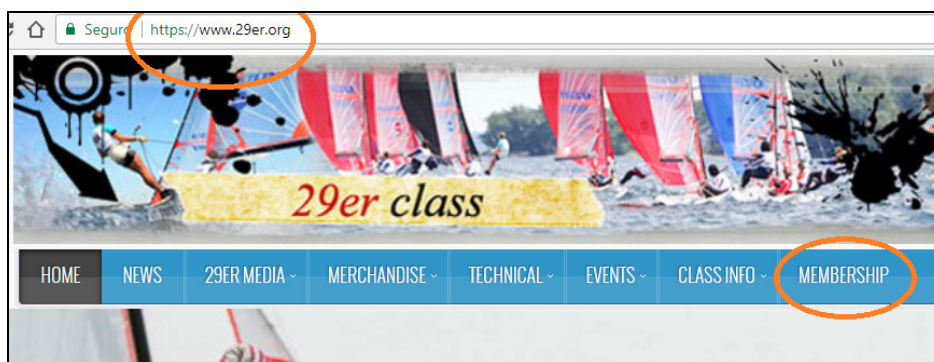 Seguro | https://www.29er.org
29er class
HOME NEWS 29ER MEDIA MERCHANDISE TECHNICAL EVENTS CLASS INFO MEMBERSHIP